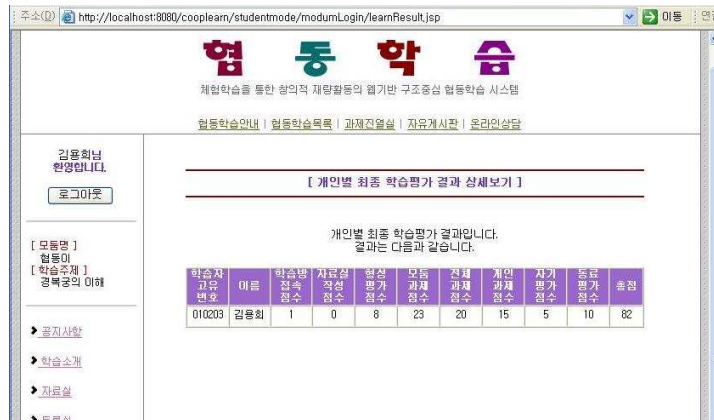 주소(D) http://localhost:8080/cooplearn/studentmode/modumLogin/learnResult.jsp 이동
협동학습
체험학습을 통한 창의적 재량활동의 웹기반 구조중심 협동학습 시스템
협동학습안내 | 협동학습목록 | 과제진열실 | 자유게시판 | 온라인상담
김용희님
환영합니다.
로그아웃
[ 모둠명 ]
협동이
[ 학습주제 ]
경복궁의 이해
공지사항
학습소개
자료실
[ 개인별 최종 학습평가 결과 상세보기 ]
개인별 최종 학습평가 결과입니다.
결과는 다음과 같습니다.
학습자 고유 번호 이름 학습방 접속 점수 자료실 작성 점수 형성 평가 점수 모둠 과제 점수 전체 과제 점수 개인 과제 점수 자기 평가 점수 동료 평가 점수 총점
010203 김용희 1 0 8 23 20 15 5 10 82